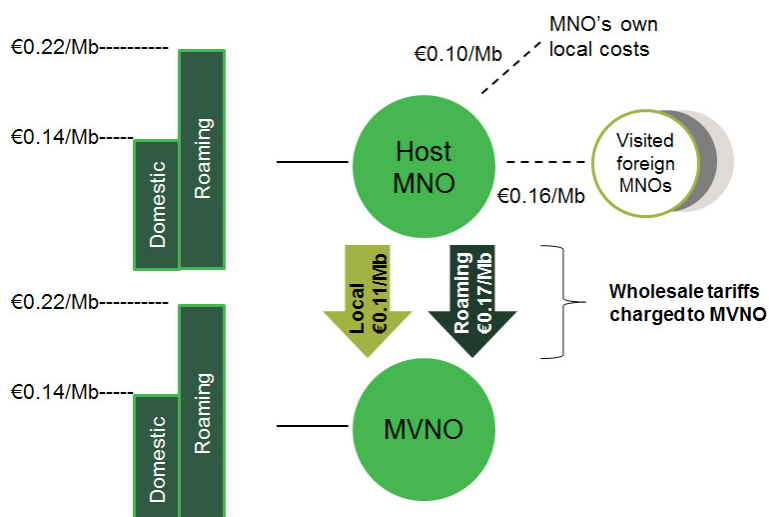 €0.22/Mb
€0.14/Mb
Domestic
Roaming
Host
MNO
€0.10/Mb
MNO’s own
local costs
€0.16/Mb
Visited
foreign
MNOs
Local
€0.11/Mb
Roaming
€0.17/Mb
Wholesale tariffs
charged to MVNO
€0.22/Mb
€0.14/Mb
Domestic
Roaming
MVNO